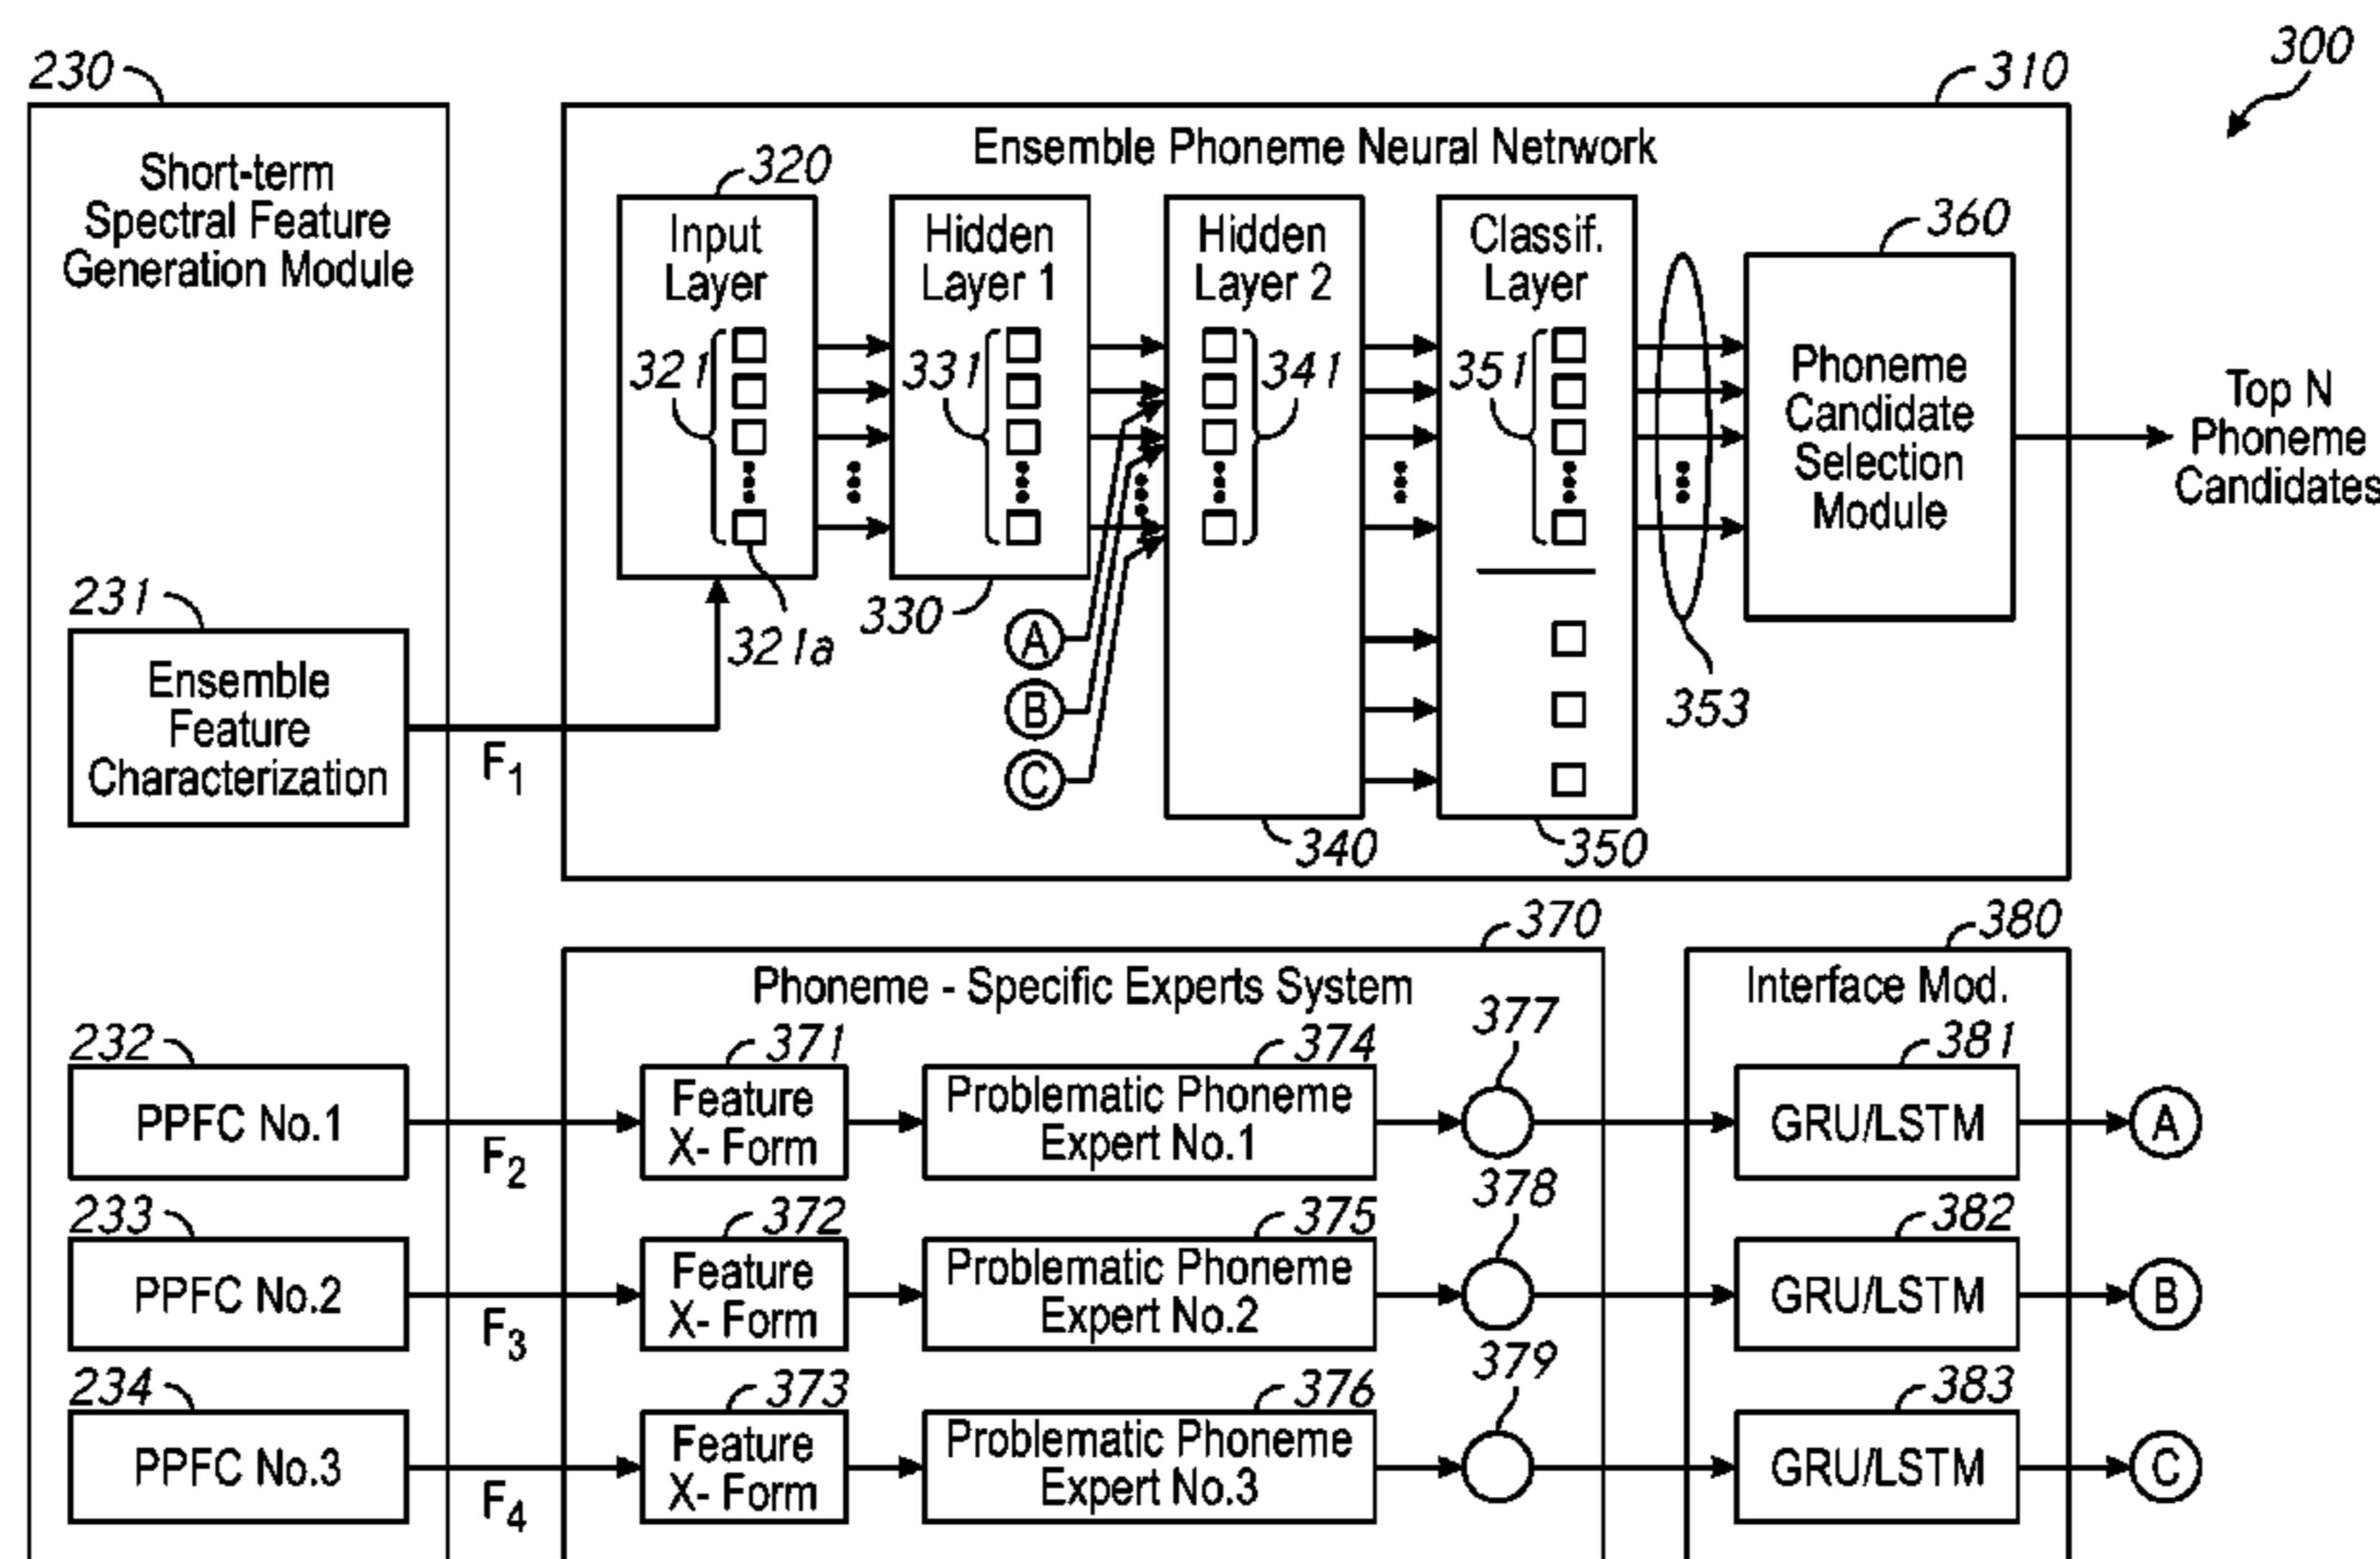 300
230
310
Short-term
Spectral Feature
Generation Module
Ensemble Phoneme Neural Netrwork
320
Input
Layer
321
321a
Hidden
Layer 1
331
330
Hidden
Layer 2
341
340
Classif.
Layer
351
350
353
360
Phoneme
Candidate
Selection
Module
Top N
Phoneme
Candidates
A
B
C
231
Ensemble
Feature
Characterization
F1
370
380
Phoneme - Specific Experts System
Interface Mod.
232
PPFC No.1
F2
371
Feature
X- Form
374
Problematic Phoneme
Expert No.1
377
381
GRU/LSTM
A
233
PPFC No.2
F3
372
Feature
X- Form
375
Problematic Phoneme
Expert No.2
378
382
GRU/LSTM
B
234
PPFC No.3
F4
373
Feature
X- Form
376
Problematic Phoneme
Expert No.3
379
383
GRU/LSTM
C